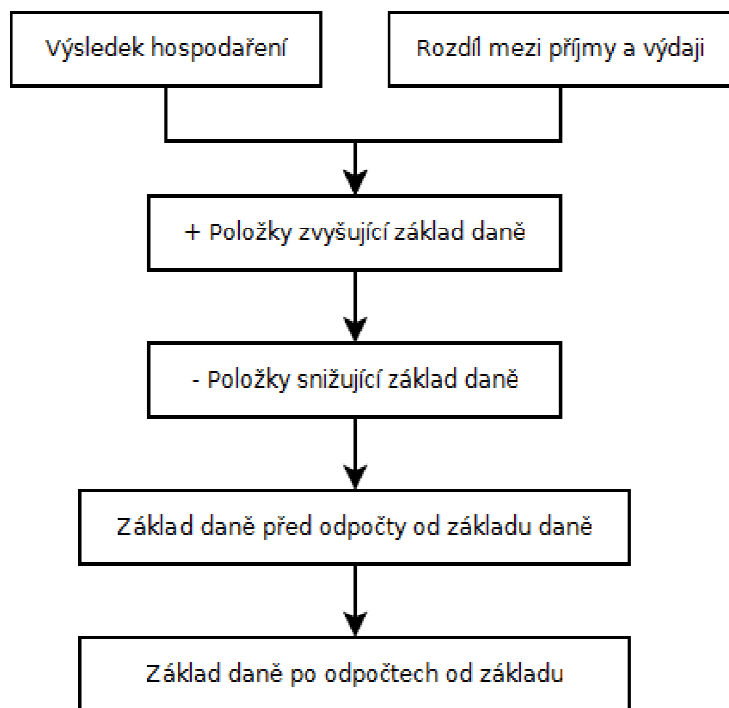 Výsledek hospodaření
Rozdíl mezi příjmy a výdaji
+ Položky zvyšující základ daně
- Položky snižující základ daně
Základ daně před odpočty od základu daně
Základ daně po odpočtech od základu